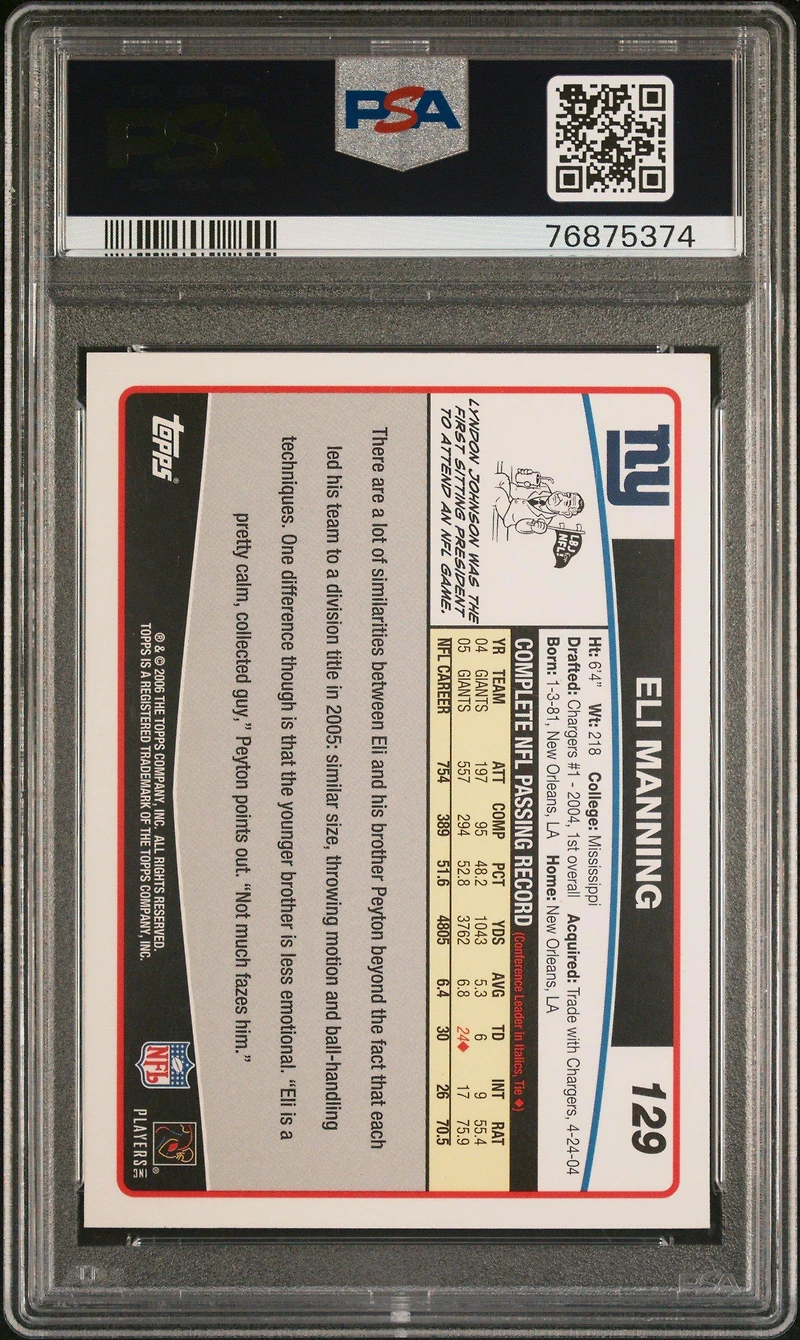 PSA
76875374
ny
ELI MANNING
129
Ht: 6'4" Wt: 218 College: Mississippi
Drafted: Chargers #1 - 2004, 1st overall Acquired: Trade with Chargers, 4-24-04
Born: 1-3-81, New Orleans, LA Home: New Orleans, LA
LBJ
NFL!
LYNDON JOHNSON WAS THE
FIRST SITTING PRESIDENT
TO ATTEND AN NFL GAME.
COMPLETE NFL PASSING RECORD (Conference Leader in Italics, Tie ♦)
YR TEAM ATT COMP PCT YDS AVG TD INT RAT
04 GIANTS 197 95 48.2 1043 5.3 6 9 55.4
05 GIANTS 557 294 52.8 3762 6.8 24♦ 17 75.9
NFL CAREER 754 389 51.6 4805 6.4 30 26 70.5
There are a lot of similarities between Eli and his brother Peyton beyond the fact that each
led his team to a division title in 2005: similar size, throwing motion and ball-handling
techniques. One difference though is that the younger brother is less emotional. “Eli is a
pretty calm, collected guy,” Peyton points out. “Not much fazes him.”
topps®
® & © 2006 THE TOPPS COMPANY, INC. ALL RIGHTS RESERVED.
TOPPS IS A REGISTERED TRADEMARK OF THE TOPPS COMPANY, INC.
NFL
PLAYERS INC
®
PSA